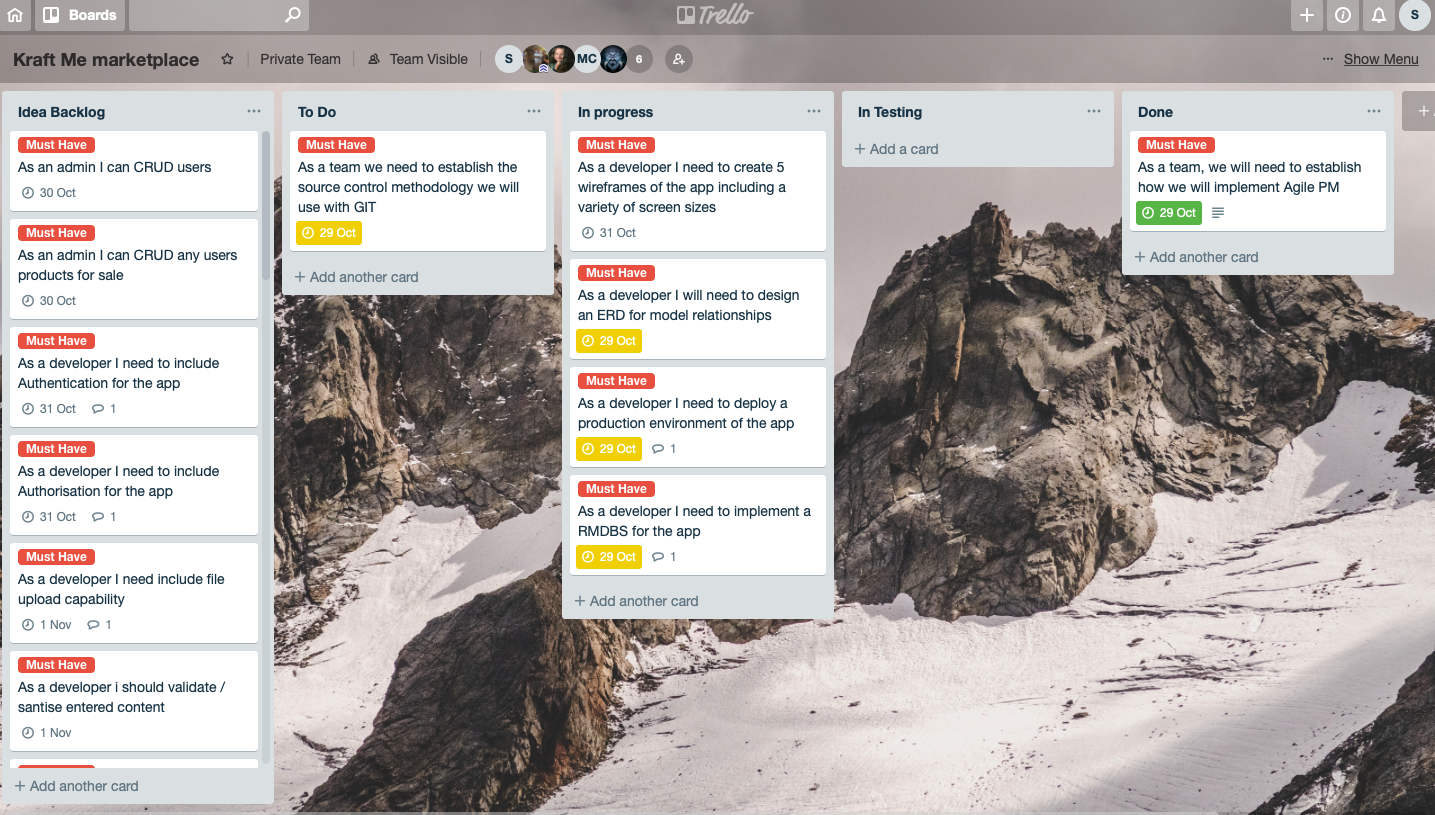 Boards
Trello
S
Kraft Me marketplace
Private Team
Team Visible
S
MC
6
Show Menu
Idea Backlog
Must Have
As an admin I can CRUD users
30 Oct
Must Have
As an admin I can CRUD any users
products for sale
30 Oct
Must Have
As a developer I need to include
Authentication for the app
31 Oct 1
Must Have
As a developer I need to include
Authorisation for the app
31 Oct 1
Must Have
As a developer I need include file
upload capability
1 Nov 1
Must Have
As a developer i should validate /
santise entered content
1 Nov
+ Add another card
To Do
Must Have
As a team we need to establish the
source control methodology we will
use with GIT
29 Oct
+ Add another card
In progress
Must Have
As a developer I need to create 5
wireframes of the app including a
variety of screen sizes
31 Oct
Must Have
As a developer I will need to design
an ERD for model relationships
29 Oct
Must Have
As a developer I need to deploy a
production environment of the app
29 Oct 1
Must Have
As a developer I need to implement a
RMDBS for the app
29 Oct 1
+ Add another card
In Testing
+ Add a card
Done
Must Have
As a team, we will need to establish
how we will implement Agile PM
29 Oct
+ Add another card
+